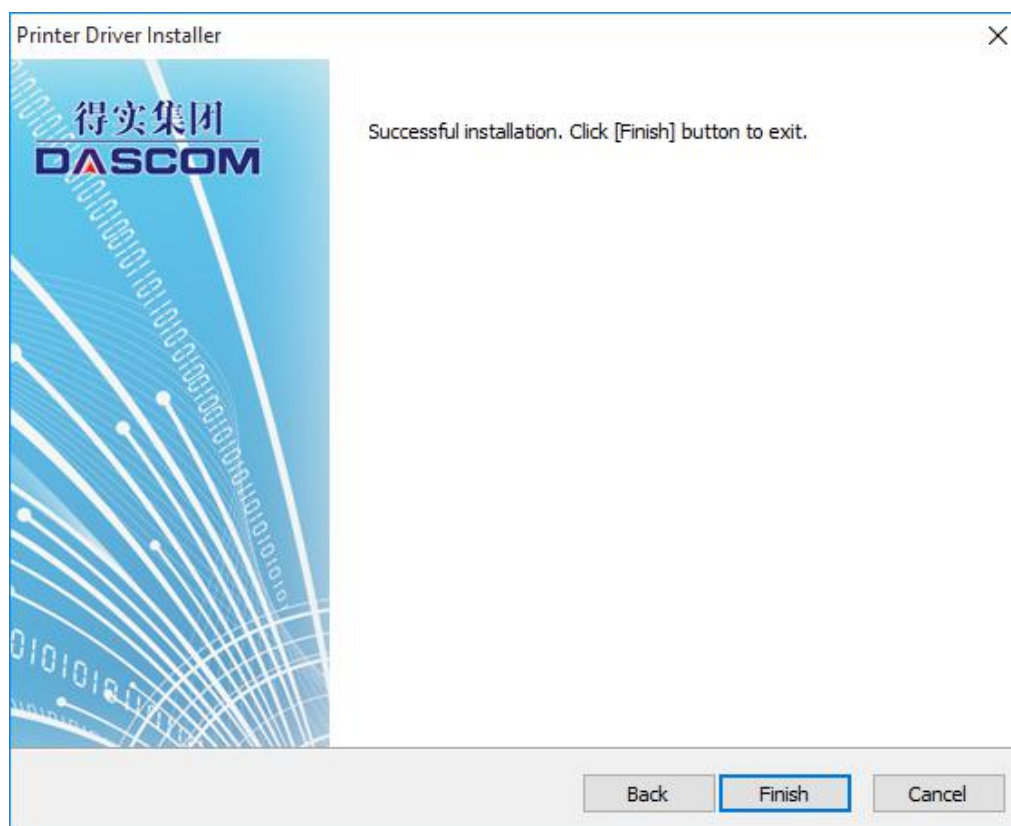 Printer Driver Installer
得实集团
DASCOM
Successful installation. Click [Finish] button to exit.
Back
Finish
Cancel